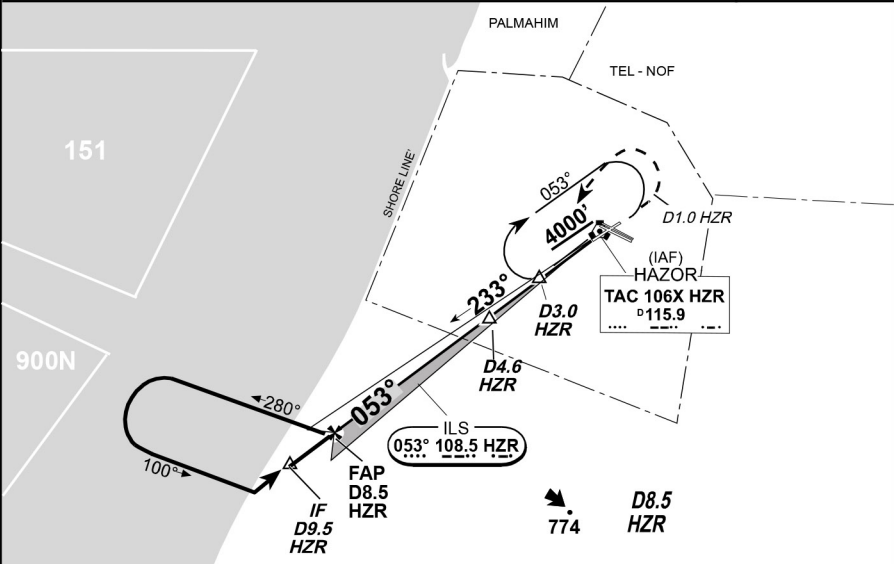 PALMAHIM
TEL - NOF
151
SHORE LINE'
053°
4000'
D1.0 HZR
(IAF)
HAZOR
TAC 106X HZR
D 115.9
233°
D3.0
HZR
D4.6
HZR
900N
053°
280°
ILS
053° 108.5 HZR
100°
FAP
D8.5
HZR
IF
D9.5
HZR
774
D8.5
HZR